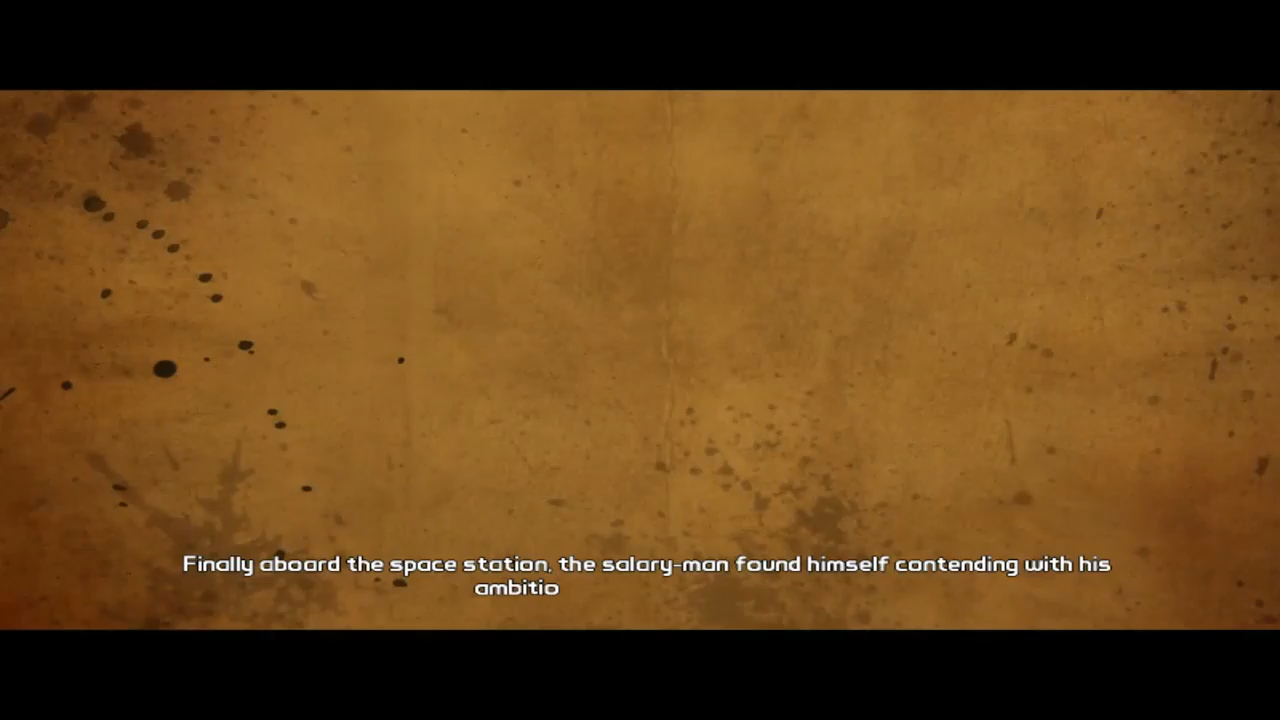 Finally aboard the space station, the salary-man found himself contending with his
ambitio